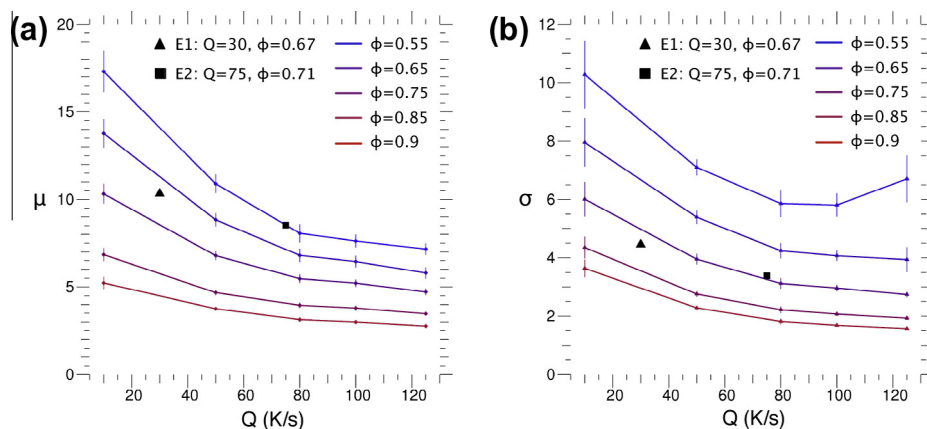 (a)
20
15
10
5
0
μ
▲ E1: Q=30, ϕ=0.67
■ E2: Q=75, ϕ=0.71
ϕ=0.55
ϕ=0.65
ϕ=0.75
ϕ=0.85
ϕ=0.9
20 40 60 80 100 120
Q (K/s)
(b)
12
10
8
6
4
2
0
σ
▲ E1: Q=30, ϕ=0.67
■ E2: Q=75, ϕ=0.71
ϕ=0.55
ϕ=0.65
ϕ=0.75
ϕ=0.85
ϕ=0.9
20 40 60 80 100 120
Q (K/s)